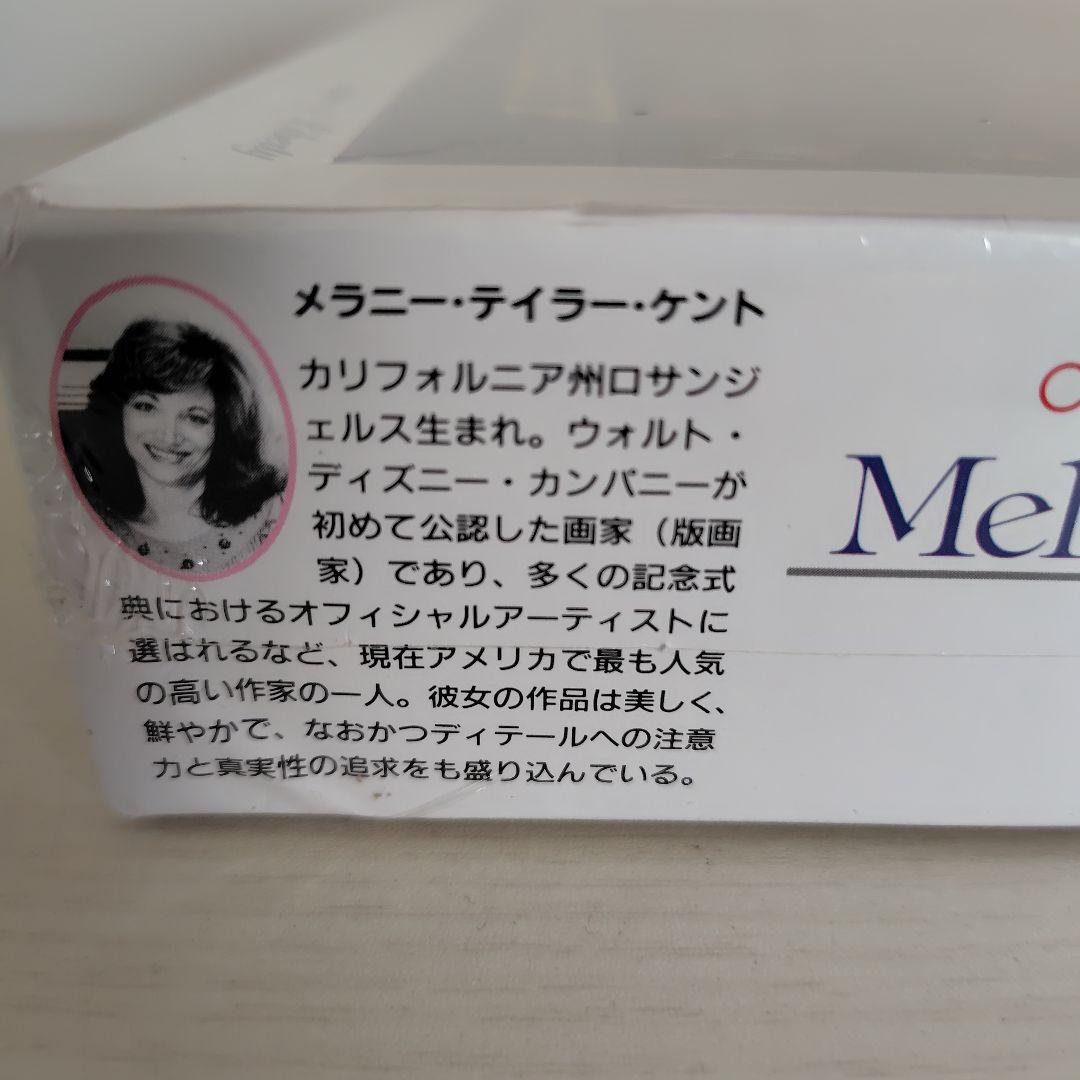 メラニー・テイラー・ケント
カリフォルニア州ロサンジ
ェルス生まれ。ウォルト・
ディズニー・カンパニーが
初めて公認した画家（版画
家）であり、多くの記念式
典におけるオフィシャルアーティストに
選ばれるなど、現在アメリカで最も人気
の高い作家の一人。彼女の作品は美しく、
鮮やかで、なおかつディテールへの注意
力と真実性の追求をも盛り込んでいる。
Mel